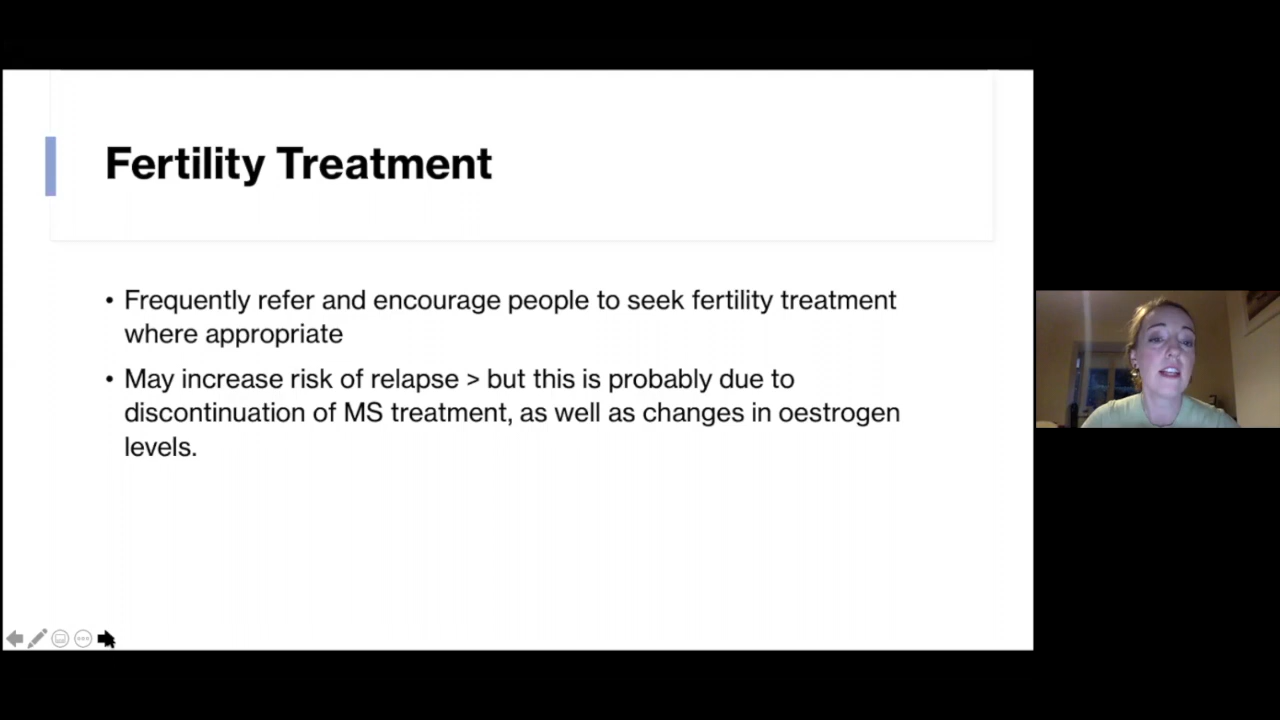 Fertility Treatment
• Frequently refer and encourage people to seek fertility treatment
where appropriate
• May increase risk of relapse > but this is probably due to
discontinuation of MS treatment, as well as changes in oestrogen
levels.